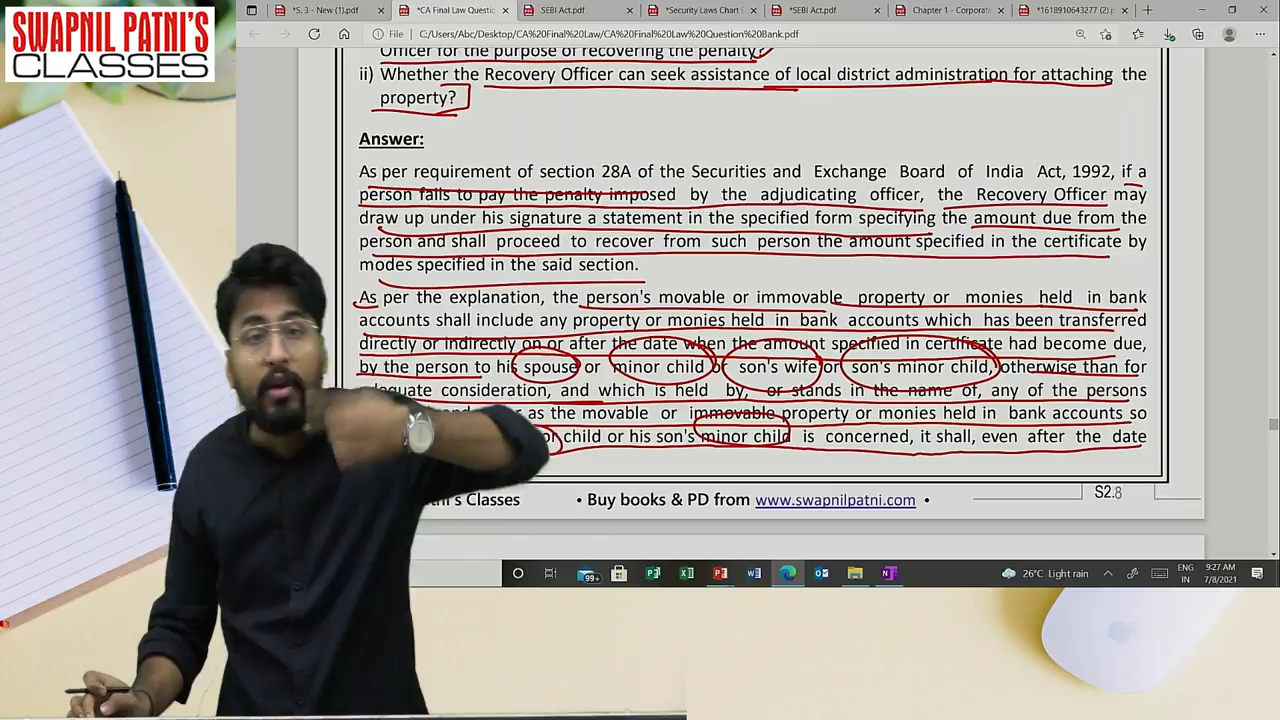 SWAPNIL PATNI'S
CLASSES
*S. 3 - New (1).pdf
*CA Final Law Questio
SEBI Act.pdf
*Security Laws Chart
*SEBI Act.pdf
Chapter 1 - Corporat
*1618910643277 (2).p
File
C:/Users/Abc/Desktop/CA%20Final%20Law/CA%20Final%20Law%20Question%20Bank.pdf
Officer for the purpose of recovering the penalty?
ii) Whether the Recovery Officer can seek assistance of local district administration for attaching the
property?
Answer:
As per requirement of section 28A of the Securities and Exchange Board of India Act, 1992, if a
person fails to pay the penalty imposed by the adjudicating officer, the Recovery Officer may
draw up under his signature a statement in the specified form specifying the amount due from the
person and shall proceed to recover from such person the amount specified in the certificate by
modes specified in the said section.
As per the explanation, the person's movable or immovable property or monies held in bank
accounts shall include any property or monies held in bank accounts which has been transferred
directly or indirectly on or after the date when the amount specified in certificate had become due,
by the person to his spouse or minor child or son's wife or son's minor child, otherwise than for
adequate consideration, and which is held by, or stands in the name of, any of the persons
as the movable or immovable property or monies held in bank accounts so
child or his son's minor child is concerned, it shall, even after the date
Classes • Buy books & PD from www.swapnilpatni.com •
S2.8
99+
26°C Light rain
ENG
IN
9:27 AM
7/8/2021